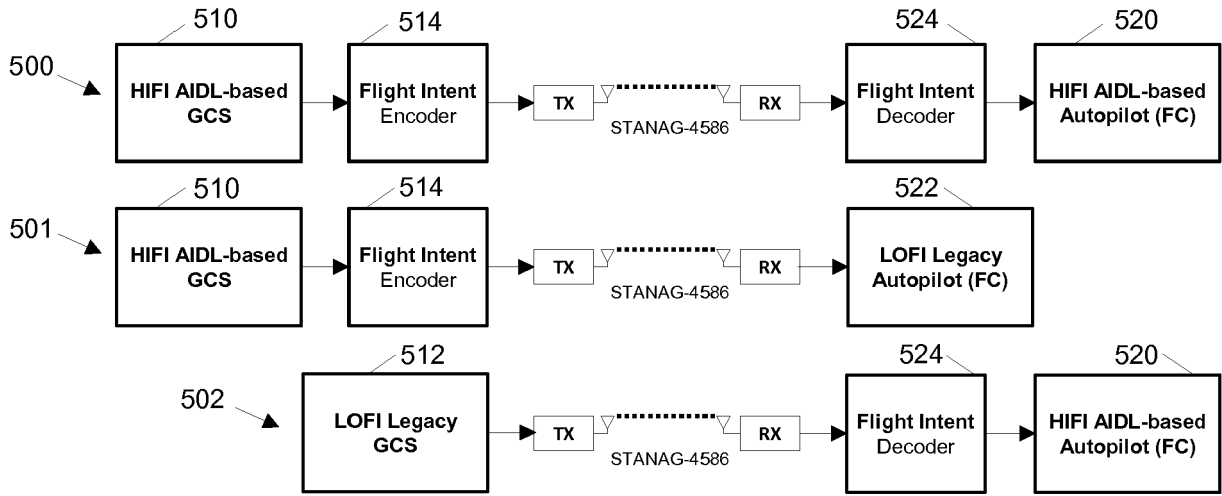 510
514
524
520
500
HIFI AIDL-based
GCS
Flight Intent
Encoder
TX
RX
STANAG-4586
Flight Intent
Decoder
HIFI AIDL-based
Autopilot (FC)
510
514
522
501
HIFI AIDL-based
GCS
Flight Intent
Encoder
TX
RX
STANAG-4586
LOFI Legacy
Autopilot (FC)
512
524
520
502
LOFI Legacy
GCS
TX
RX
STANAG-4586
Flight Intent
Decoder
HIFI AIDL-based
Autopilot (FC)